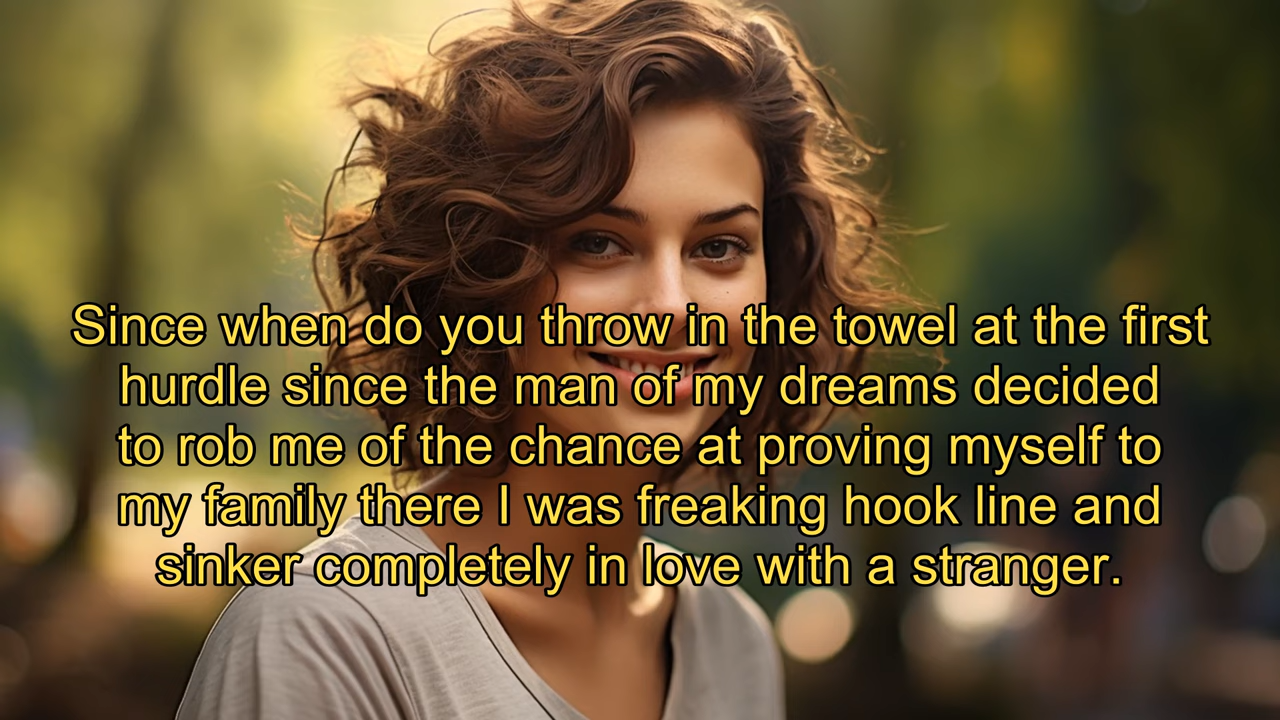 Since when do you throw in the towel at the first
hurdle since the man of my dreams decided
to rob me of the chance at proving myself to
my family there I was freaking hook line and
sinker completely in love with a stranger.